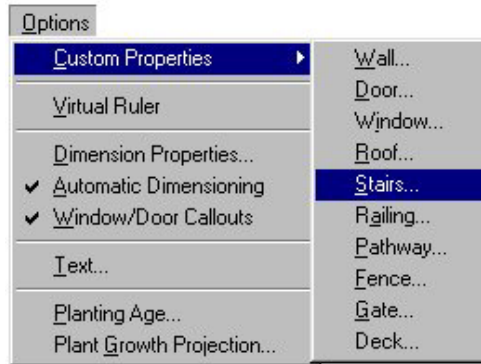 Options
Custom Properties
Virtual Ruler
Dimension Properties...
Automatic Dimensioning
Window/Door Callouts
Text...
Planting Age...
Plant Growth Projection...
Wall...
Door...
Window...
Roof...
Stairs...
Railing...
Pathway...
Fence...
Gate...
Deck...